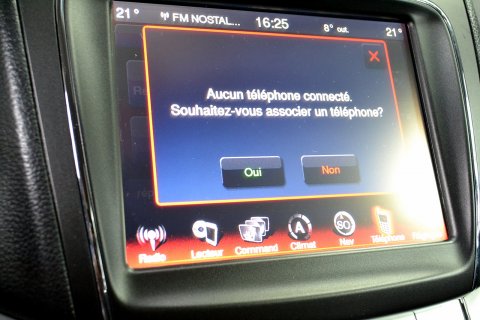 21° FM NOSTAL... 16:25 8° out. 21°
Aucun téléphone connecté.
Souhaitez-vous associer un téléphone?
Oui Non
Radio Lecteur Command A Climat SO Nav Téléphone